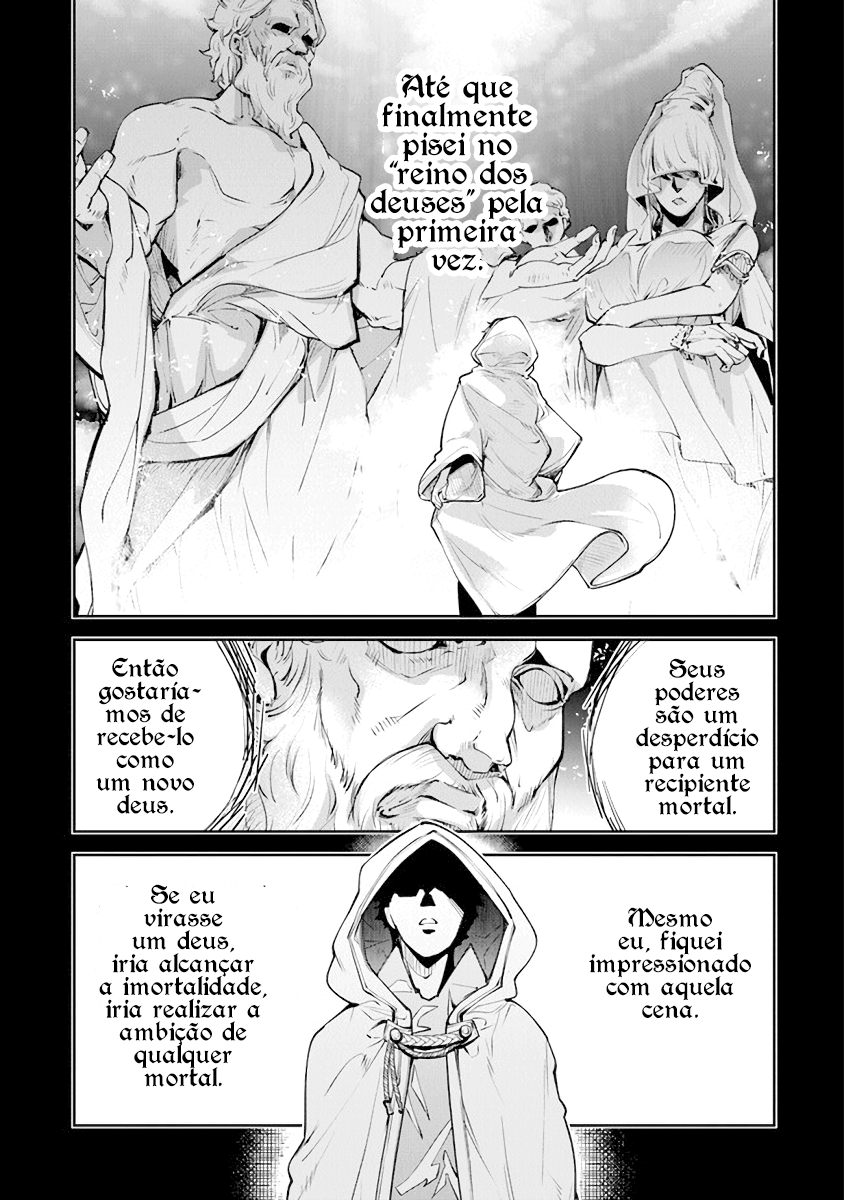 Até que
finalmente
pisei no
"reino dos
deuses" pela
primeira
vez.
Seus
poderes
são um
desperdício
para um
recipiente
mortal.
Então
gostaría-
mos de
recebe-lo
como
um novo
deus.
Mesmo
eu, fiquei
impressionado
com aquela
cena.
Se eu
virasse
um deus,
iria alcançar
a imortalidade,
iria realizar a
ambição de
qualquer
mortal.